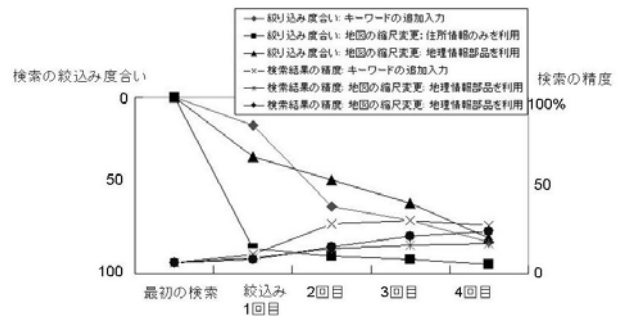 絞り込み度合い: キーワードの追加入力
絞り込み度合い: 地図の縮尺変更: 住所情報のみを利用
絞り込み度合い: 地図の縮尺変更: 地理情報部品を利用
検索結果の精度: キーワードの追加入力
検索結果の精度: 地図の縮尺変更: 地理情報部品を利用
検索結果の精度: 地図の縮尺変更: 地理情報部品を利用
検索の絞込み度合い
検索の精度
0
100%
50
50
100
0
最初の検索
絞込み
1回目
2回目
3回目
4回目